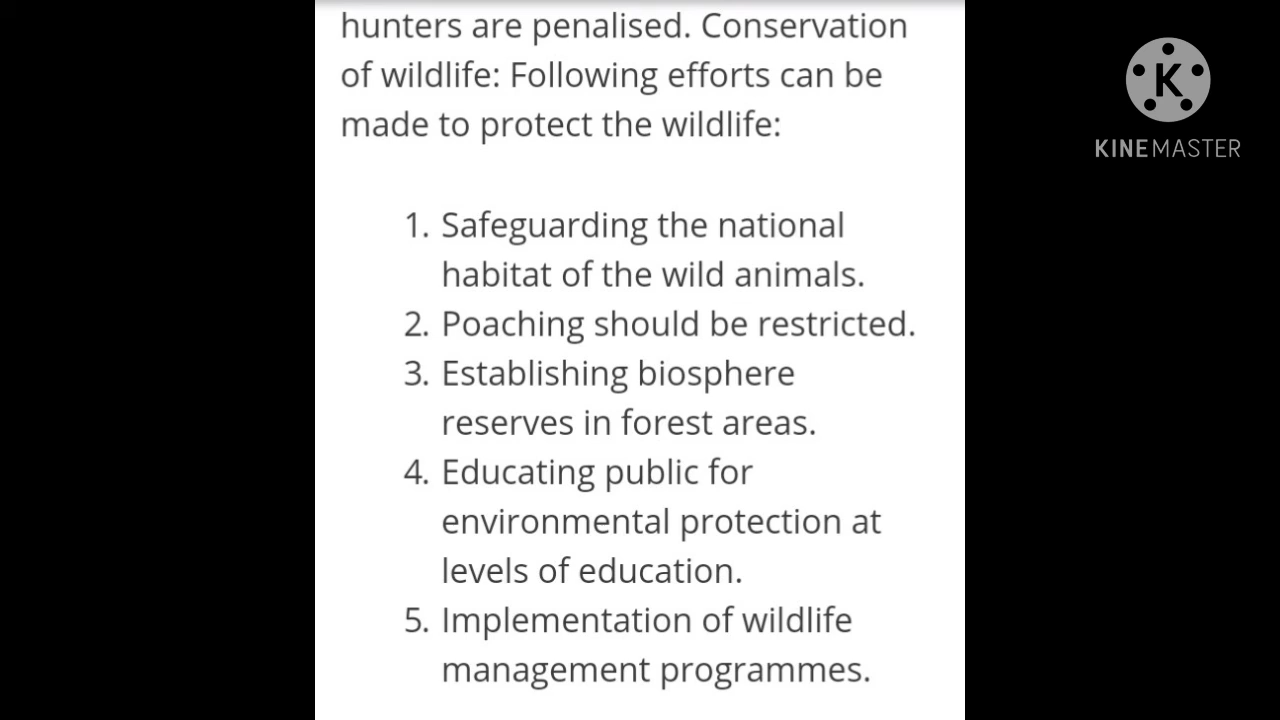 hunters are penalised. Conservation
of wildlife: Following efforts can be
made to protect the wildlife:
1. Safeguarding the national
habitat of the wild animals.
2. Poaching should be restricted.
3. Establishing biosphere
reserves in forest areas.
4. Educating public for
environmental protection at
levels of education.
5. Implementation of wildlife
management programmes.
K
KINEMASTER